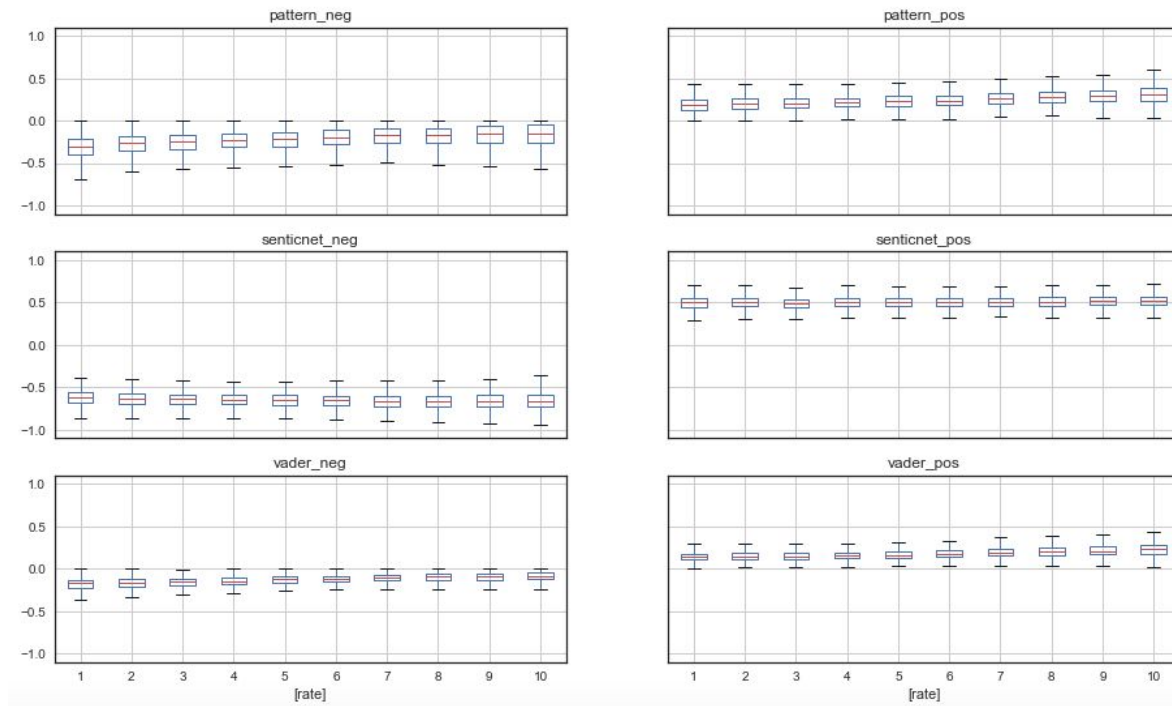 pattern_neg
pattern_pos
1.0
0.5
0.0
−0.5
−1.0
senticnet_neg
senticnet_pos
1.0
0.5
0.0
−0.5
−1.0
vader_neg
vader_pos
1.0
0.5
0.0
−0.5
−1.0
1 2 3 4 5 6 7 8 9 10
[rate]
1 2 3 4 5 6 7 8 9 10
[rate]